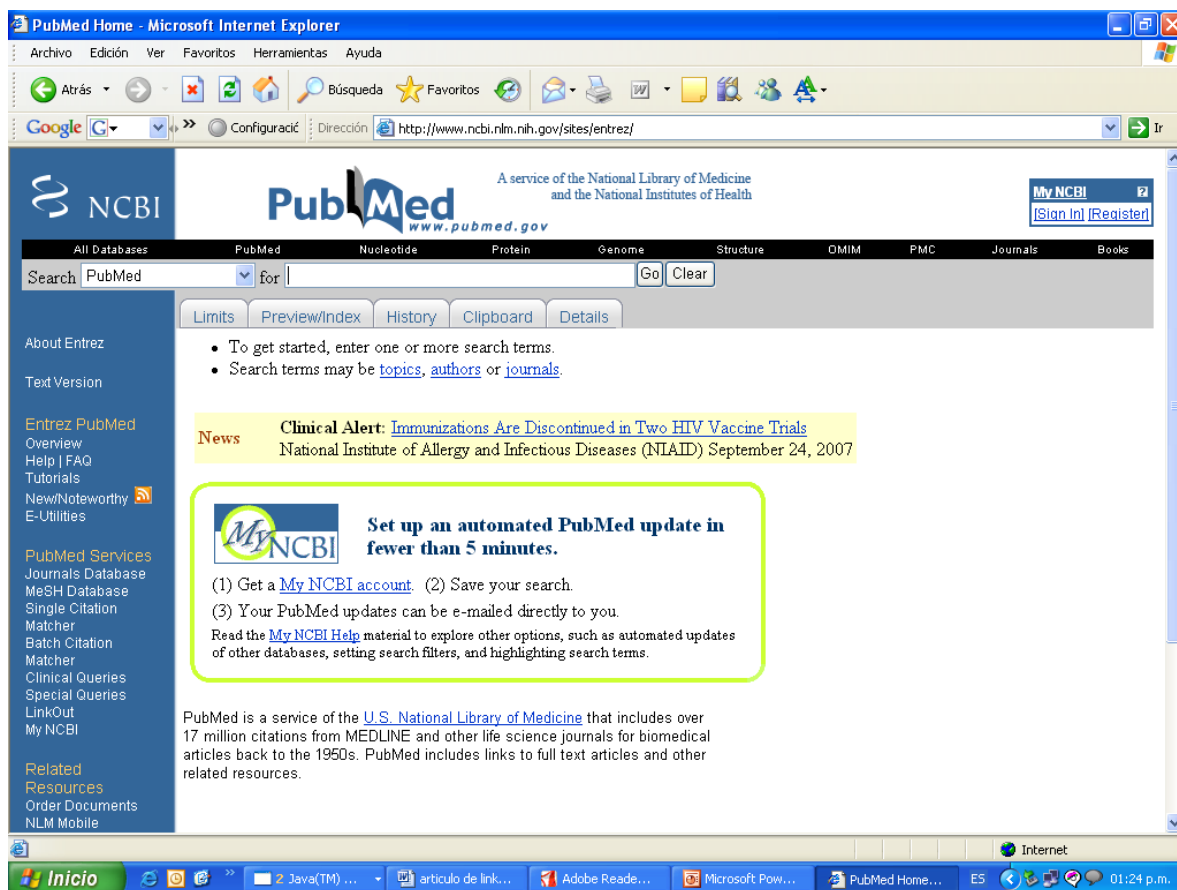 PubMed Home - Microsoft Internet Explorer
Archivo Edición Ver Favoritos Herramientas Ayuda
Atrás Búsqueda Favoritos
Google G Configuracić Dirección http://www.ncbi.nlm.nih.gov/sites/entrez/ Ir
NCBI
PubMed
www.pubmed.gov
A service of the National Library of Medicine
and the National Institutes of Health
My NCBI ?
[Sign In] [Register]
All Databases PubMed Nucleotide Protein Genome Structure OMIM PMC Journals Books
Search PubMed for Go Clear
Limits Preview/Index History Clipboard Details
About Entrez
Text Version
Entrez PubMed
Overview
Help | FAQ
Tutorials
New/Noteworthy
E-Utilities
PubMed Services
Journals Database
MeSH Database
Single Citation
Matcher
Batch Citation
Matcher
Clinical Queries
Special Queries
LinkOut
My NCBI
Related
Resources
Order Documents
NLM Mobile
• To get started, enter one or more search terms.
• Search terms may be topics, authors or journals.
News
Clinical Alert: Immunizations Are Discontinued in Two HIV Vaccine Trials
National Institute of Allergy and Infectious Diseases (NIAID) September 24, 2007
My NCBI
Set up an automated PubMed update in
fewer than 5 minutes.
(1) Get a My NCBI account. (2) Save your search.
(3) Your PubMed updates can be e-mailed directly to you.
Read the My NCBI Help material to explore other options, such as automated updates
of other databases, setting search filters, and highlighting search terms.
PubMed is a service of the U.S. National Library of Medicine that includes over
17 million citations from MEDLINE and other life science journals for biomedical
articles back to the 1950s. PubMed includes links to full text articles and other
related resources.
Internet
Inicio 2 Java(TM) ... articulo de link... Adobe Reade... Microsoft Pow... PubMed Home... ES 01:24 p.m.